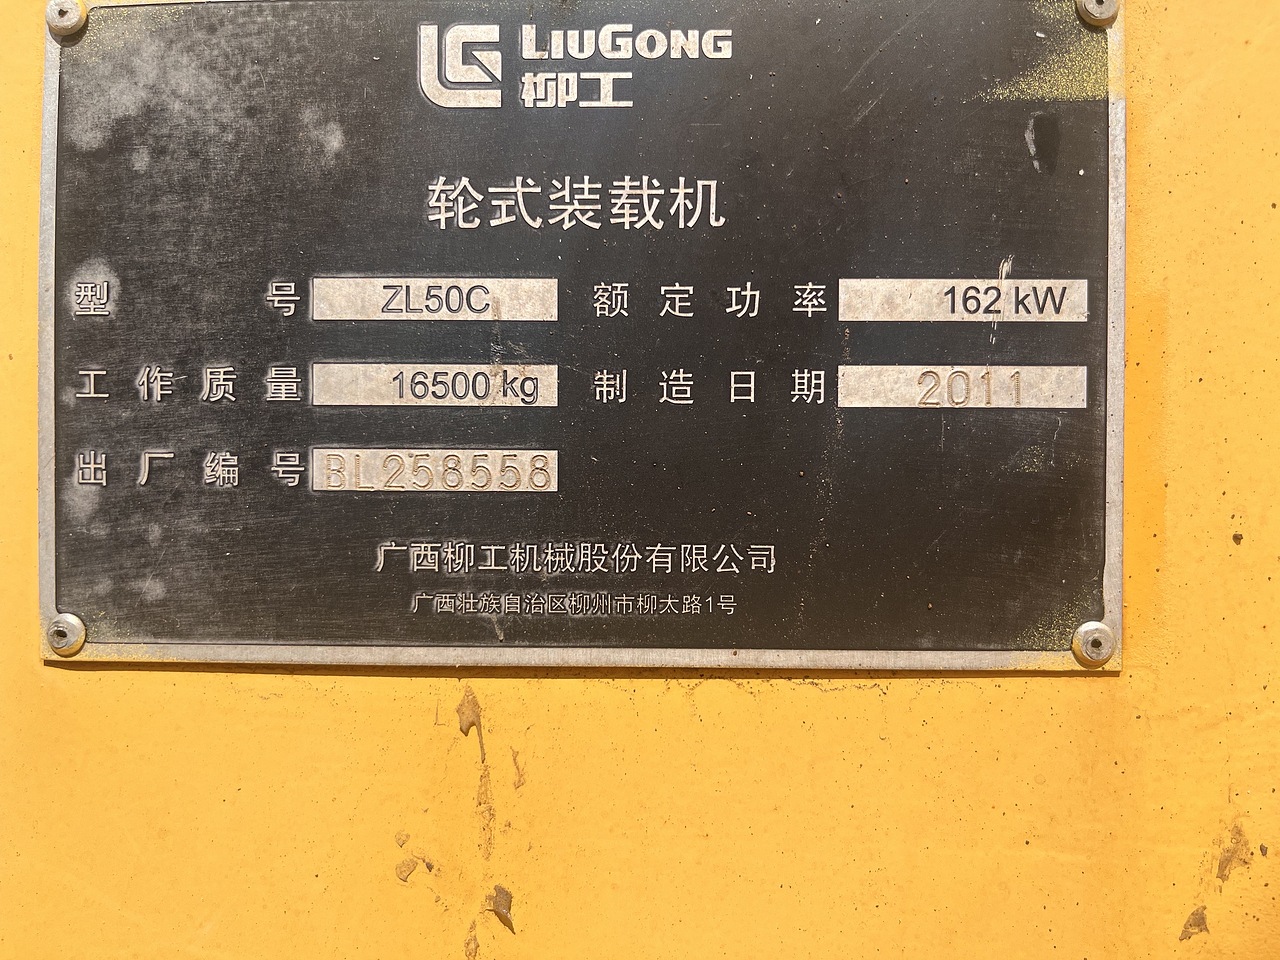 LG LIUGONG
柳工
轮式装载机
型号 ZL50C 额定功率 162 kW
工作质量 16500 kg 制造日期 2011
出厂编号 BL258558
广西柳工机械股份有限公司
广西壮族自治区柳州市柳太路1号